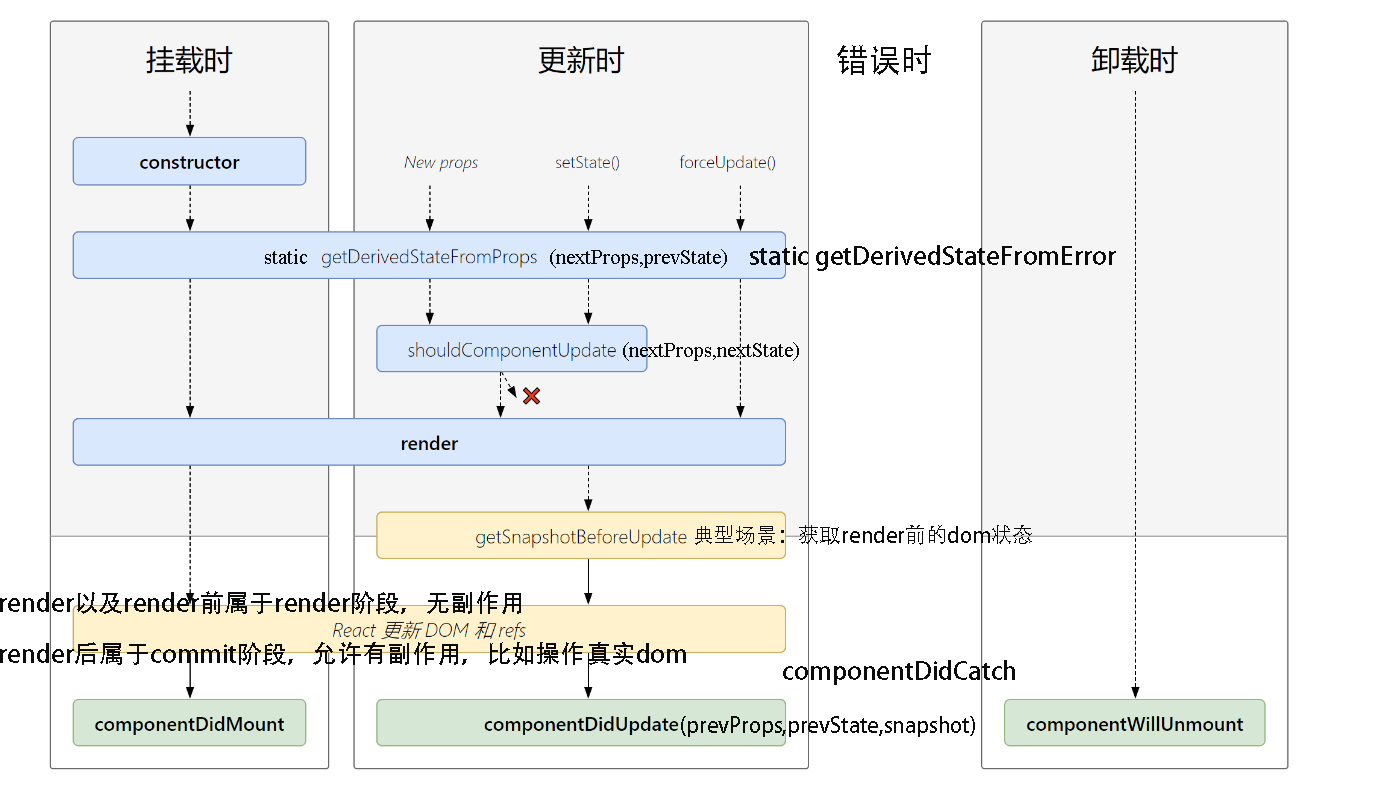 挂载时 更新时 错误时 卸载时
constructor
New props setState() forceUpdate()
static getDerivedStateFromProps (nextProps,prevState) static getDerivedStateFromError
shouldComponentUpdate (nextProps,nextState)
render
getSnapshotBeforeUpdate 典型场景：获取render前的dom状态
render以及render前属于render阶段，无副作用
React 更新 DOM 和 refs
render后属于commit阶段，允许有副作用，比如操作真实dom
componentDidCatch
componentDidMount componentDidUpdate(prevProps,prevState,snapshot) componentWillUnmount